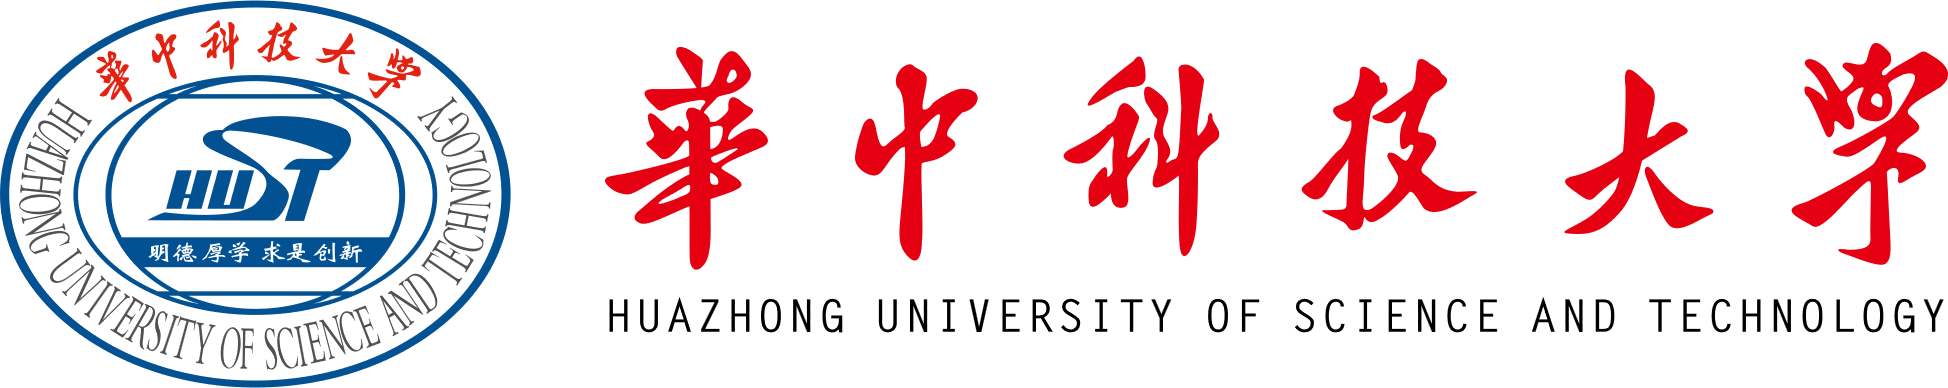 華中科技大學
HUAZHONG UNIVERSITY OF SCIENCE AND TECHNOLOGY
HUST
明德厚学 求是创新
華中科技大學
HUAZHONG UNIVERSITY OF SCIENCE AND TECHNOLOGY